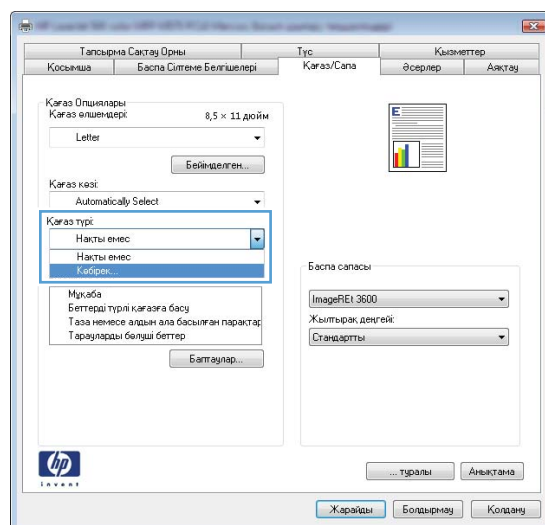 Тапсырма Сақтау Орны
Түс
Қызметтер
Қосымша
Баспа Сілтеме Белгішелері
Қағаз/Сапа
Әсерлер
Аяқтау
Қағаз Опциялары
Қағаз өлшемдері:
8,5 × 11 дюйм
Letter
Бейімделген...
Қағаз көзі:
Automatically Select
Қағаз түрі:
Нақты емес
Нақты емес
Көбірек...
Мұқаба
Беттерді түрлі қағазға басу
Таза немесе алдын ала басылған парақтар
Тарауларды бөлуші беттер
Баптаулар...
Баспа сапасы
ImageREt 3600
Жылтырақ деңгейі:
Стандартты
E
hp
invent
... туралы
Анықтама
Жарайды
Болдырмау
Қолдану